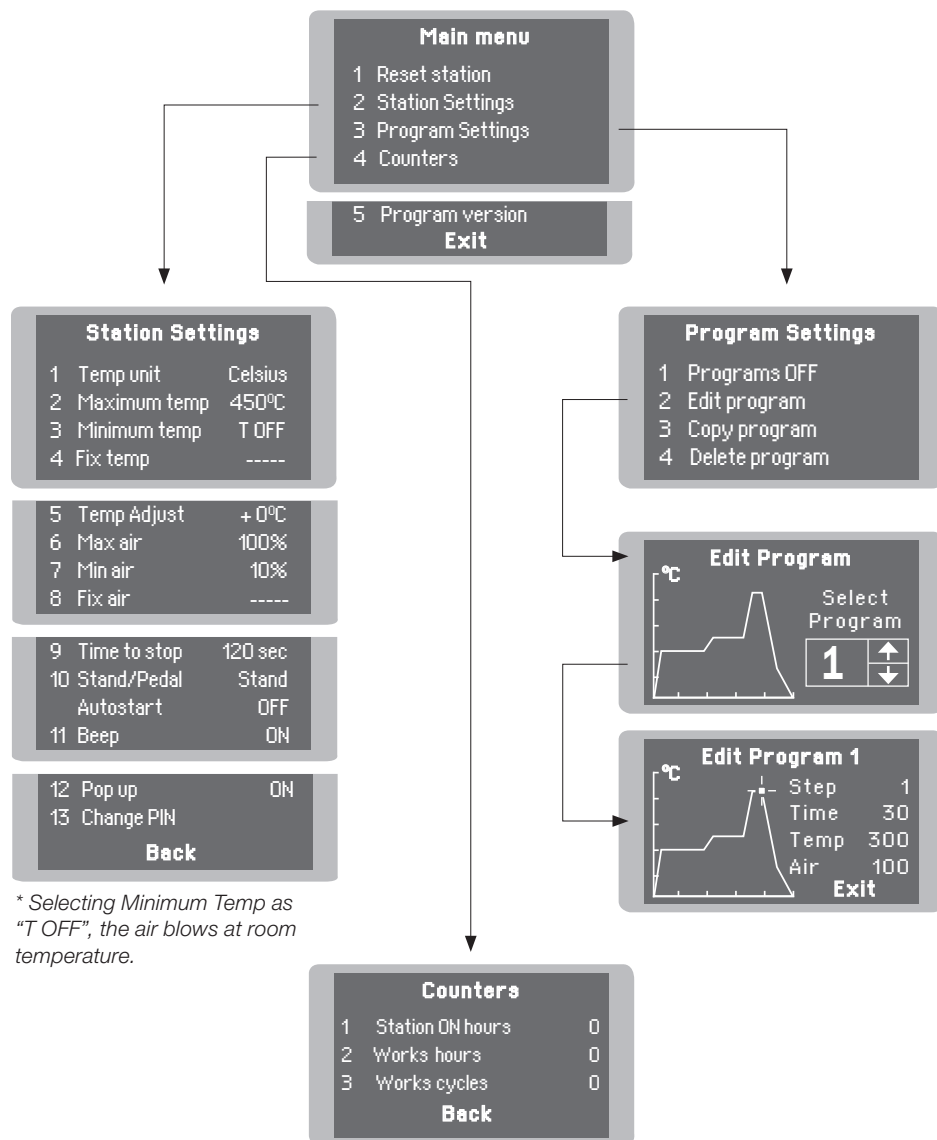 Main menu
1 Reset station
2 Station Settings
3 Program Settings
4 Counters
5 Program version
Exit
Station Settings
1 Temp unit Celsius
2 Maximum temp 450ºC
3 Minimum temp T OFF
4 Fix temp -----
5 Temp Adjust + 0ºC
6 Max air 100%
7 Min air 10%
8 Fix air -----
9 Time to stop 120 sec
10 Stand/Pedal Stand
Autostart OFF
11 Beep ON
12 Pop up ON
13 Change PIN
Back
* Selecting Minimum Temp as
“T OFF”, the air blows at room
temperature.
Program Settings
1 Programs OFF
2 Edit program
3 Copy program
4 Delete program
Edit Program
ºC
Select
Program
1
Edit Program 1
ºC
Step 1
Time 30
Temp 300
Air 100
Exit
Counters
1 Station ON hours 0
2 Works hours 0
3 Works cycles 0
Back